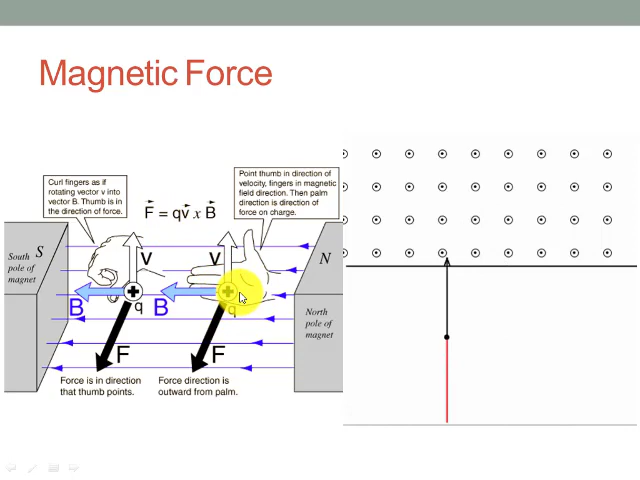 Magnetic Force
Curl fingers as if
rotating vector v into
vector B. Thumb is in
the direction of force.
F = qv x B
Point thumb in direction of
velocity, fingers in magnetic
field direction. Then palm
direction is direction of
force on charge.
S
South
pole of
magnet
N
North
pole of
magnet
v
v
B
B
q
q
F
F
Force is in direction
that thumb points.
Force direction is
outward from palm.